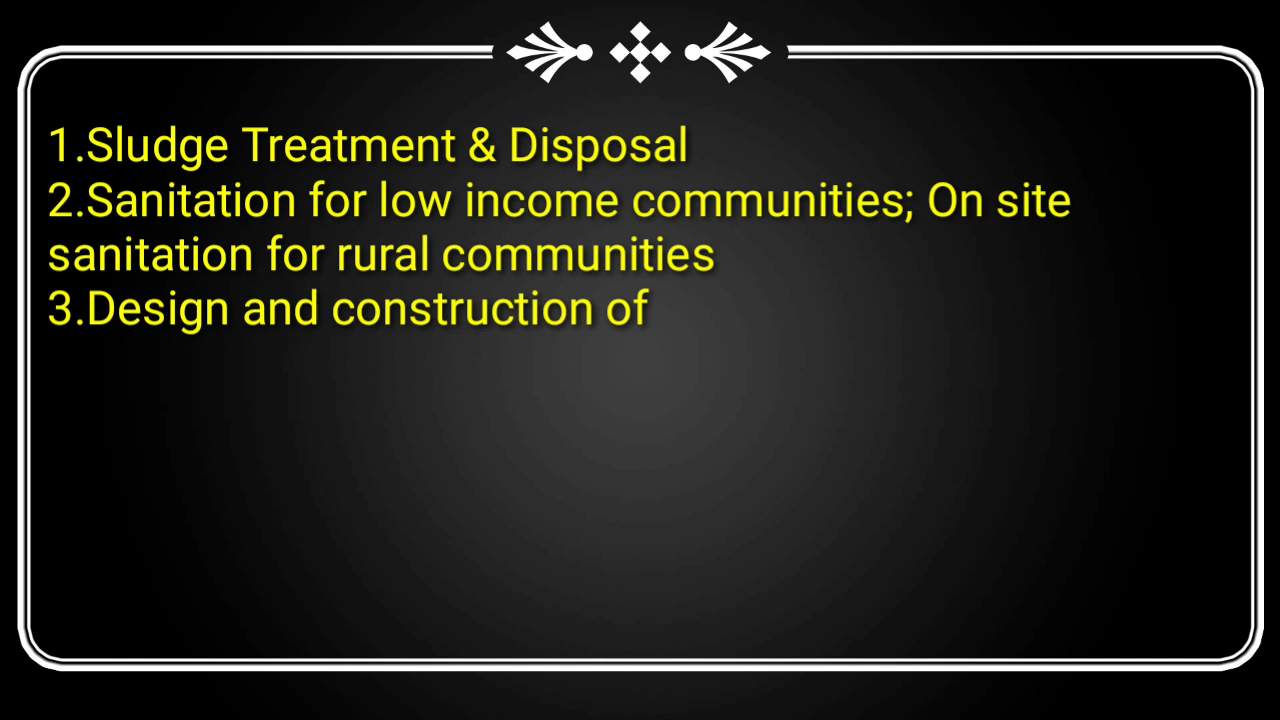 1.Sludge Treatment & Disposal
2.Sanitation for low income communities; On site
sanitation for rural communities
3.Design and construction of